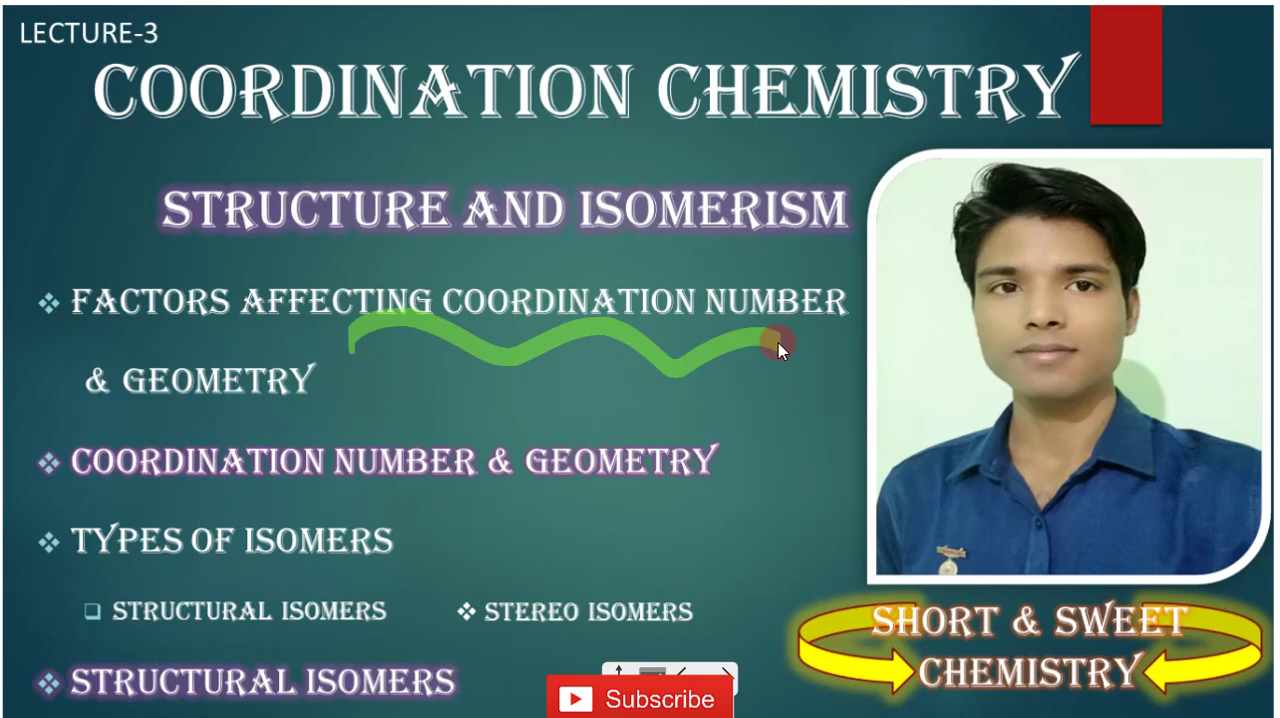 LECTURE-3
COORDINATION CHEMISTRY
STRUCTURE AND ISOMERISM
FACTORS AFFECTING COORDINATION NUMBER
& GEOMETRY
COORDINATION NUMBER & GEOMETRY
TYPES OF ISOMERS
STRUCTURAL ISOMERS
STEREO ISOMERS
STRUCTURAL ISOMERS
SHORT & SWEET
CHEMISTRY
Subscribe